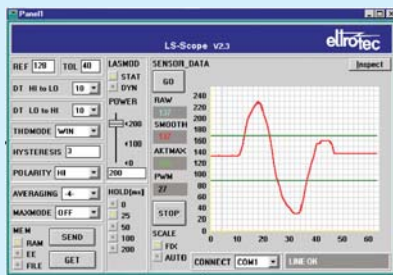 Panel1
LS-Scope V2.3
eltrotec
REF 120 TOL 40
DT HI to LO 10
DT LO to HI 10
THDMODE WIN
HYSTERESIS 3
POLARITY HI
AVERAGING -4-
MAXMODE OFF
MEM
RAM
EE
FILE
SEND
GET
LASMOD
STAT
DYN
POWER
<200
<100
<0
200
HOLD[ms]
0
25
50
100
200
SENSOR_DATA
GO
RAW
137
SMOOTH
137
AKTMAX
PWM
27
STOP
SCALE
FIX
AUTO
Inspect
240
220
200
180
160
140
120
100
80
60
40
20
0
0 10 20 30 40 50 60
CONNECT COM1 LINE OK